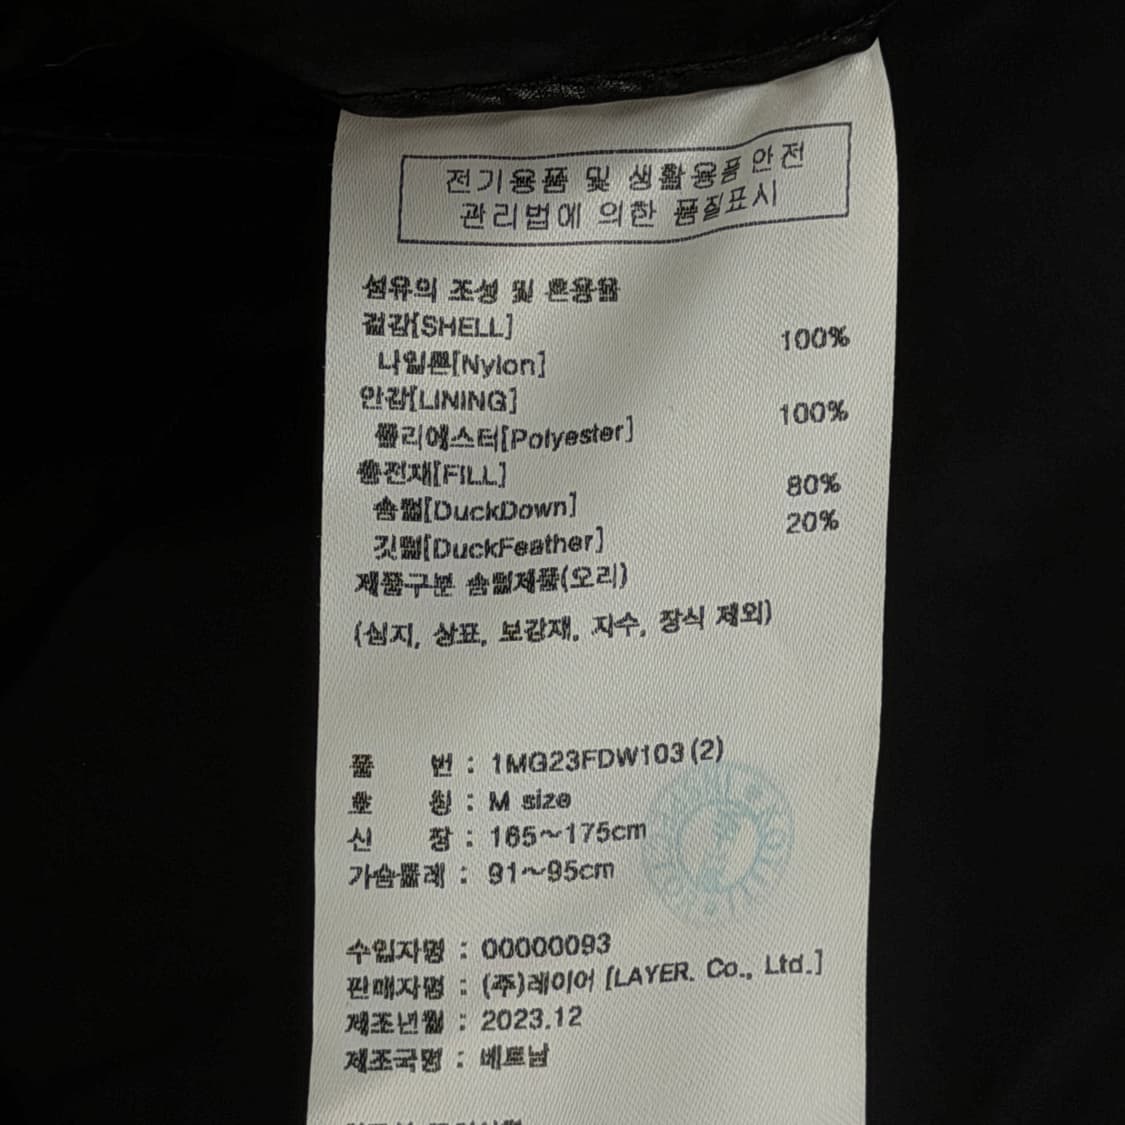 전기용품 및 생활용품안전
관리법에 의한 품질표시
섬유의 조성 및 혼용율
겉감[SHELL]
나일론[Nylon] 100%
안감[LINING]
폴리에스터[Polyester] 100%
충전재[FILL]
솜털[DuckDown] 80%
깃털[DuckFeather] 20%
제품구분 솜털제품(오리)
(심지, 상표, 보강재, 자수, 장식 제외)
품 번 : 1MG23FDW103(2)
호 칭 : M size
신 장 : 165~175cm
가슴둘레 : 91~95cm
수입자명 : 00000093
판매자명 : (주)레이어 [LAYER. Co., Ltd.]
제조년월 : 2023.12
제조국명 : 베트남